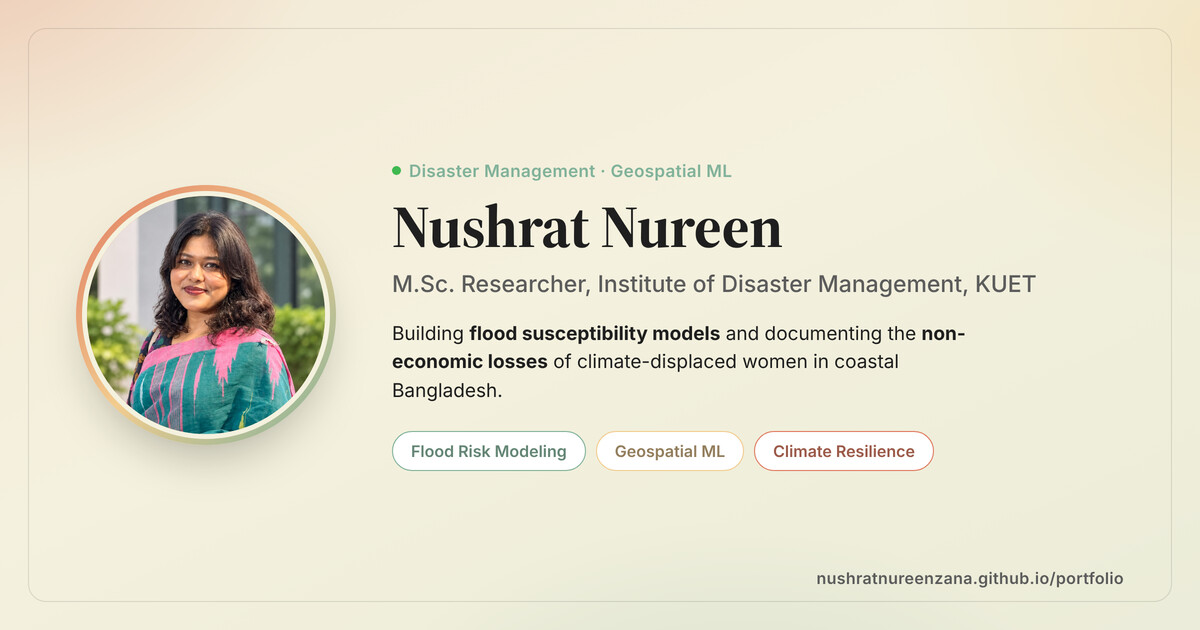 Disaster Management · Geospatial ML
Nushrat Nureen
M.Sc. Researcher, Institute of Disaster Management, KUET
Building flood susceptibility models and documenting the non-
economic losses of climate-displaced women in coastal
Bangladesh.
Flood Risk Modeling
Geospatial ML
Climate Resilience
nushratnureenzana.github.io/portfolio